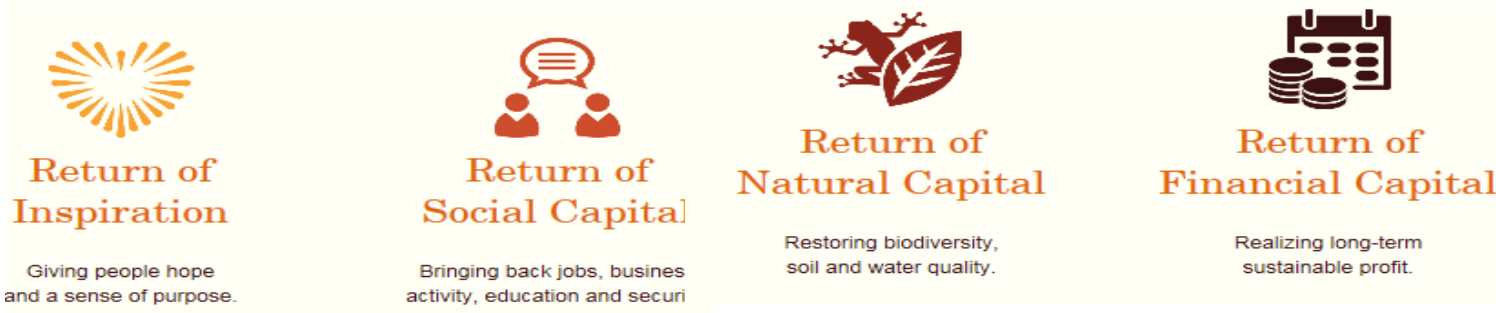 Return of
Inspiration
Giving people hope
and a sense of purpose.
Return of
Social Capital
Bringing back jobs, busines
activity, education and securi
Return of
Natural Capital
Restoring biodiversity,
soil and water quality.
Return of
Financial Capital
Realizing long-term
sustainable profit.